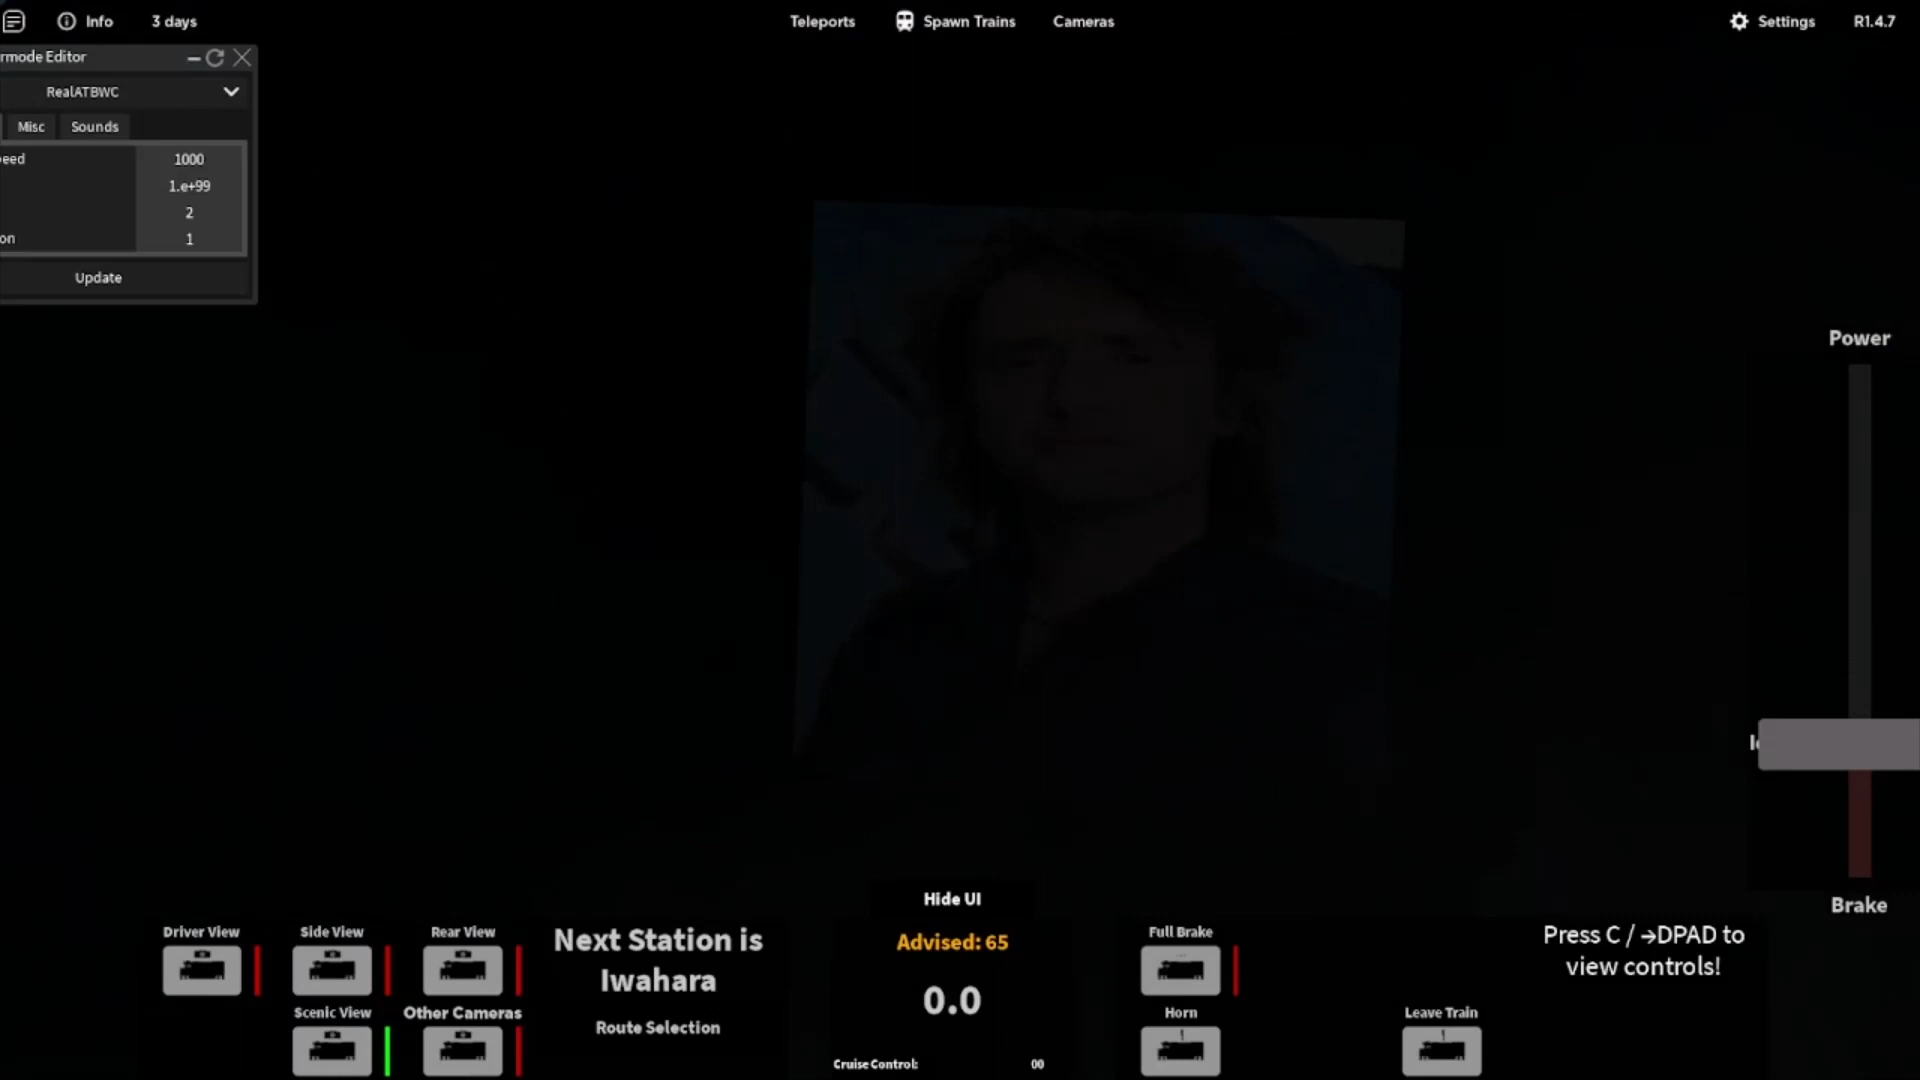 Info
3 days
Teleports
Spawn Trains
Cameras
Settings
R1.4.7
rmode Editor
RealATBWC
Misc
Sounds
eed
1000
1.e+99
2
on
1
Update
Power
Brake
Hide UI
Driver View
Side View
Rear View
Scenic View
Other Cameras
Next Station is
Iwahara
Route Selection
Advised: 65
0.0
Cruise Control:
00
Full Brake
Horn
Leave Train
Press C / →DPAD to
view controls!